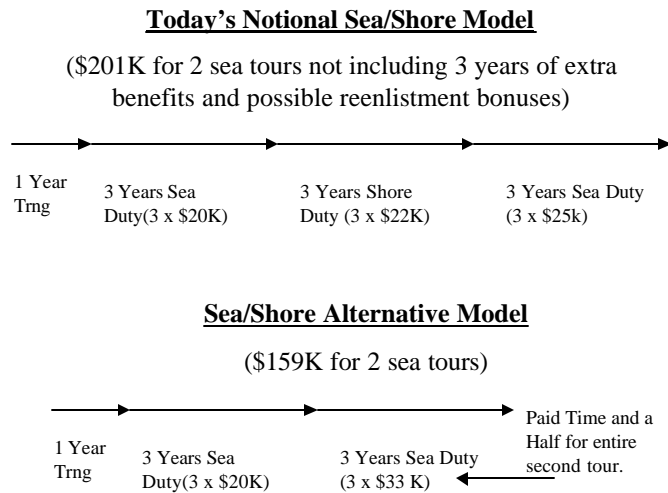 Today's Notional Sea/Shore Model
($201K for 2 sea tours not including 3 years of extra
benefits and possible reenlistment bonuses)
1 Year
Trng
3 Years Sea
Duty(3 x $20K)
3 Years Shore
Duty (3 x $22K)
3 Years Sea Duty
(3 x $25k)
Sea/Shore Alternative Model
($159K for 2 sea tours)
1 Year
Trng
3 Years Sea
Duty(3 x $20K)
3 Years Sea Duty
(3 x $33 K)
Paid Time and a
Half for entire
second tour.